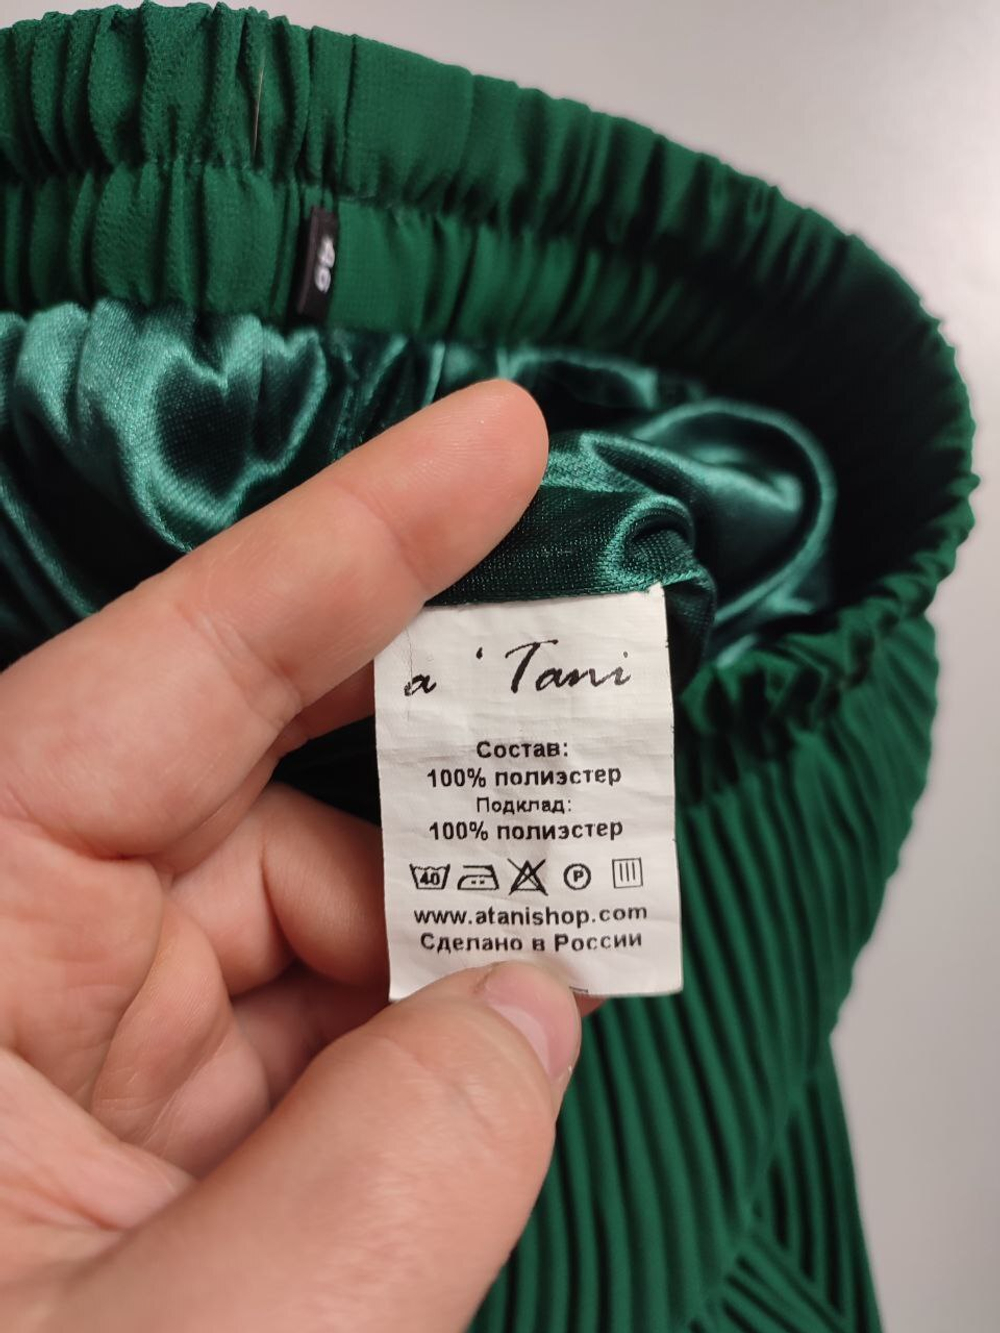 46
a 'Tani
Состав:
100% полиэстер
Подклад:
100% полиэстер
40 P
www.atanishop.com
Сделано в России